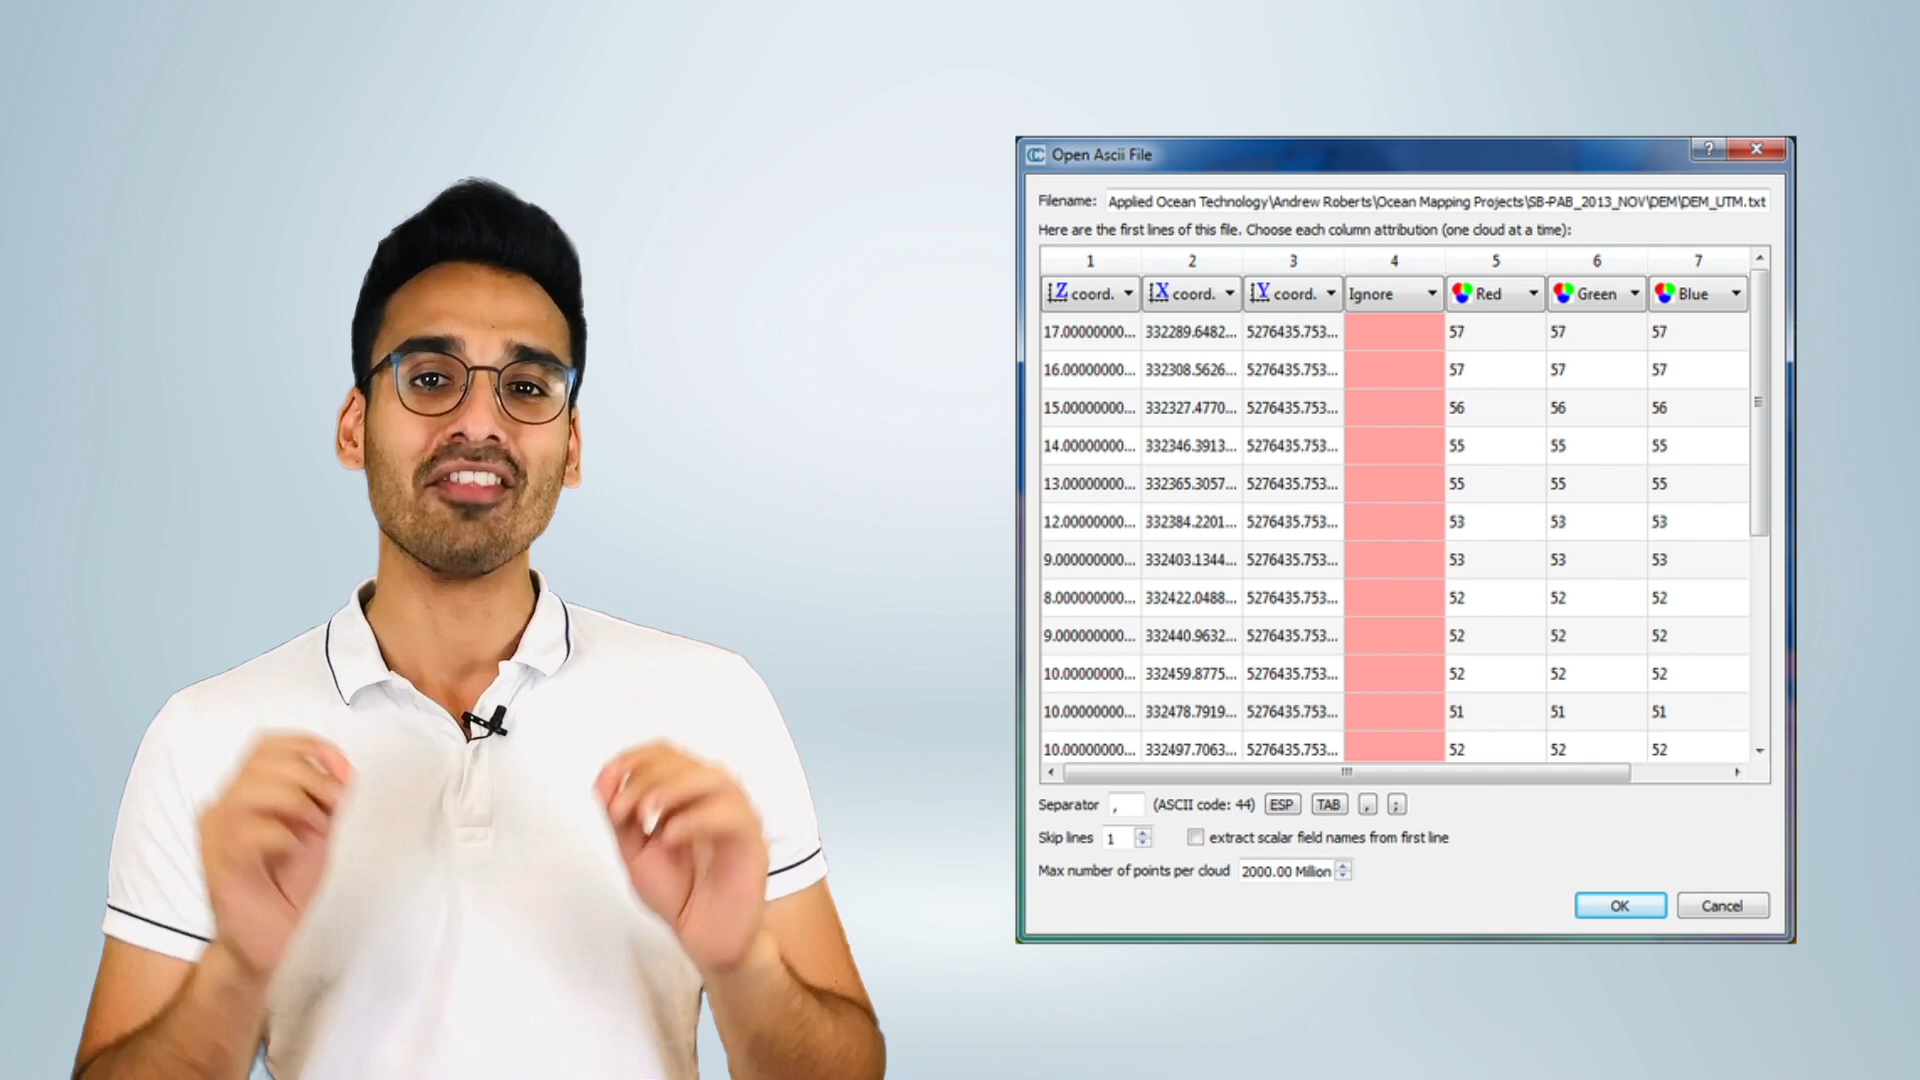 Open Ascii File
Filename: Applied Ocean Technology\Andrew Roberts\Ocean Mapping Projects\SB-PAB_2013_NOV\DEM\DEM_UTM.txt
Here are the first lines of this file. Choose each column attribution (one cloud at a time):
1 2 3 4 5 6 7
Z coord. X coord. Y coord. Ignore Red Green Blue
17.00000000... 332289.6482... 5276435.753... 57 57 57
16.00000000... 332308.5626... 5276435.753... 57 57 57
15.00000000... 332327.4770... 5276435.753... 56 56 56
14.00000000... 332346.3913... 5276435.753... 55 55 55
13.00000000... 332365.3057... 5276435.753... 55 55 55
12.00000000... 332384.2201... 5276435.753... 53 53 53
9.000000000... 332403.1344... 5276435.753... 53 53 53
8.000000000... 332422.0488... 5276435.753... 52 52 52
9.000000000... 332440.9632... 5276435.753... 52 52 52
10.00000000... 332459.8775... 5276435.753... 52 52 52
10.00000000... 332478.7919... 5276435.753... 51 51 51
10.00000000... 332497.7063... 5276435.753... 52 52 52
Separator , (ASCII code: 44) ESP TAB , ;
Skip lines 1 extract scalar field names from first line
Max number of points per cloud 2000.00 Million
OK Cancel